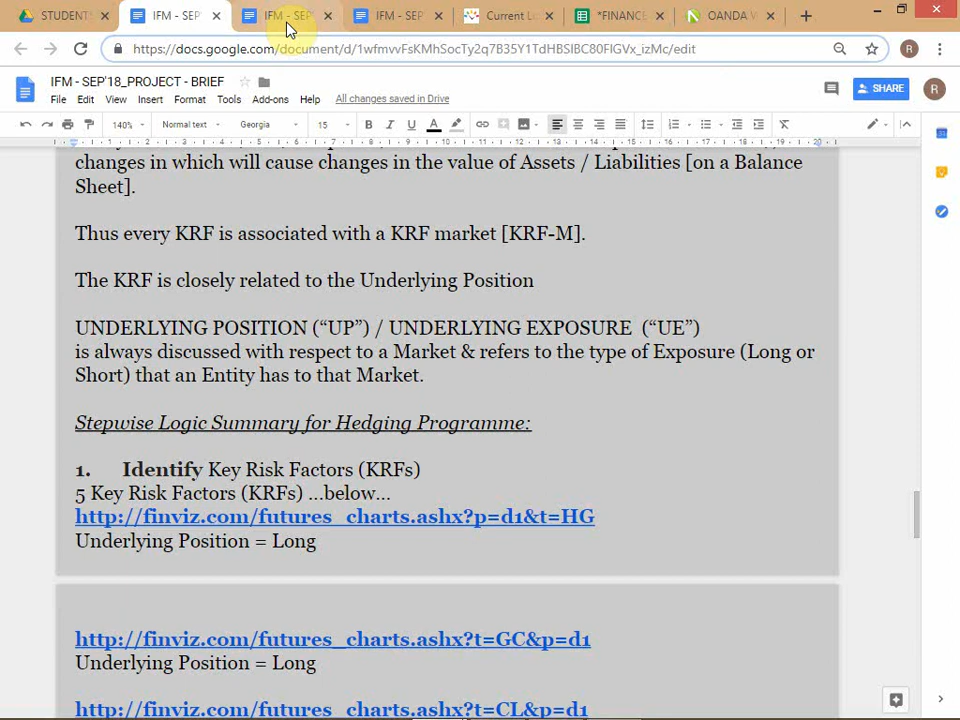 STUDENTS
IFM - SEP'
IFM - SEP
IFM - SEP
Current Lo
*FINANCE
OANDA V
https://docs.google.com/document/d/1wfmvvFsKMhSocTy2q7B35Y1TdHBSIBC80FIGVx_izMc/edit
R
IFM - SEP'18_PROJECT - BRIEF
File Edit View Insert Format Tools Add-ons Help All changes saved in Drive
SHARE
R
140% Normal text Georgia 15 B I U A
changes in which will cause changes in the value of Assets / Liabilities [on a Balance
Sheet].
Thus every KRF is associated with a KRF market [KRF-M].
The KRF is closely related to the Underlying Position
UNDERLYING POSITION (“UP”) / UNDERLYING EXPOSURE (“UE”)
is always discussed with respect to a Market & refers to the type of Exposure (Long or
Short) that an Entity has to that Market.
Stepwise Logic Summary for Hedging Programme:
1. Identify Key Risk Factors (KRFs)
5 Key Risk Factors (KRFs) ...below...
http://finviz.com/futures_charts.ashx?p=d1&t=HG
Underlying Position = Long
http://finviz.com/futures_charts.ashx?t=GC&p=d1
Underlying Position = Long
http://finviz.com/futures_charts.ashx?t=CL&p=d1